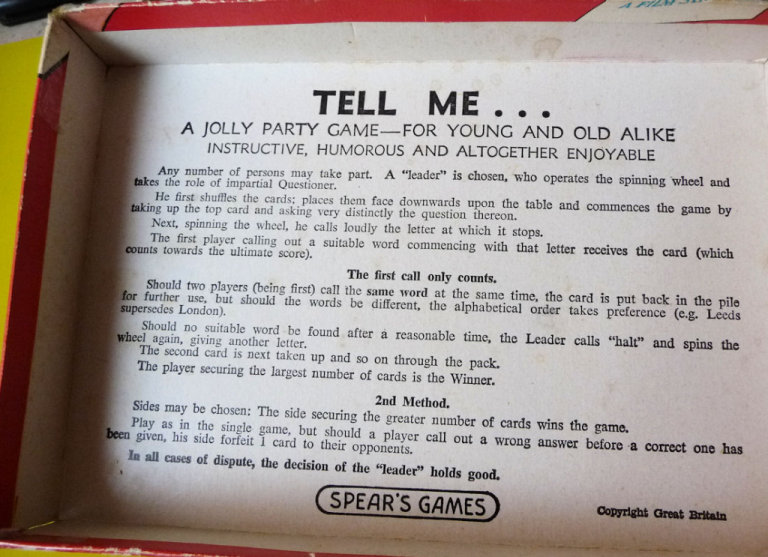 A FILM
TELL ME . . .
A JOLLY PARTY GAME—FOR YOUNG AND OLD ALIKE
INSTRUCTIVE, HUMOROUS AND ALTOGETHER ENJOYABLE
Any number of persons may take part. A "leader" is chosen, who operates the spinning wheel and
takes the role of impartial Questioner.
He first shuffles the cards; places them face downwards upon the table and commences the game by
taking up the top card and asking very distinctly the question thereon.
Next, spinning the wheel, he calls loudly the letter at which it stops.
The first player calling out a suitable word commencing with that letter receives the card (which
counts towards the ultimate score).
The first call only counts.
Should two players (being first) call the same word at the same time, the card is put back in the pile
for further use, but should the words be different, the alphabetical order takes preference (e.g. Leeds
supersedes London).
Should no suitable word be found after a reasonable time, the Leader calls "halt" and spins the
wheel again, giving another letter.
The second card is next taken up and so on through the pack.
The player securing the largest number of cards is the Winner.
2nd Method.
Sides may be chosen: The side securing the greater number of cards wins the game.
Play as in the single game, but should a player call out a wrong answer before a correct one has
been given, his side forfeit 1 card to their opponents.
In all cases of dispute, the decision of the "leader" holds good.
SPEAR'S GAMES
Copyright Great Britain